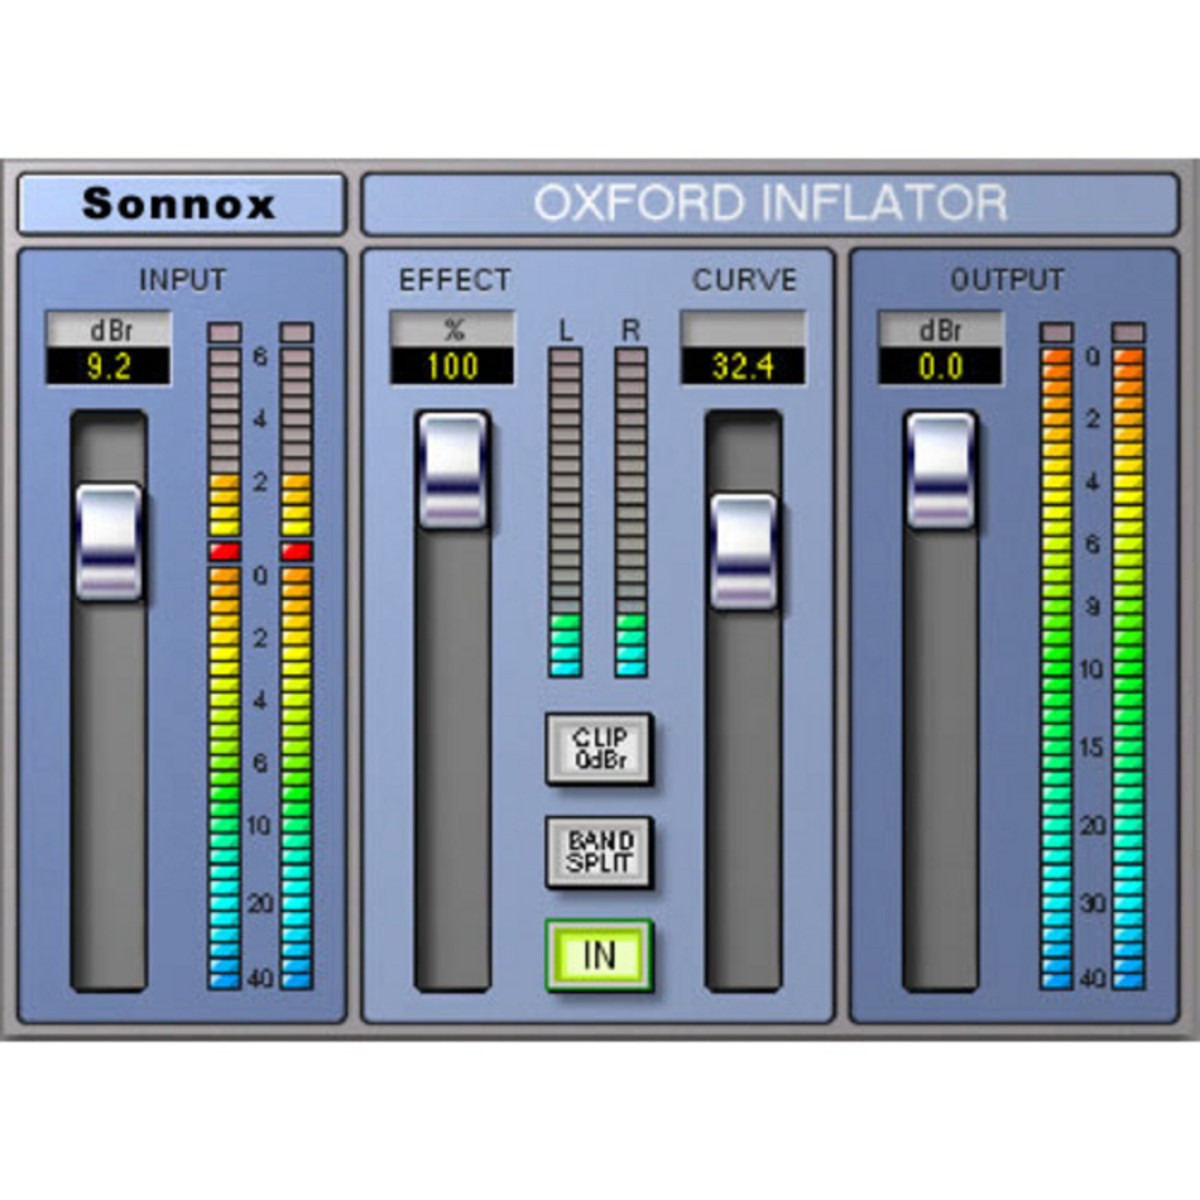 Sonnox
OXFORD INFLATOR
INPUT
dBr
9.2
6
4
2
0
2
4
6
10
20
40
EFFECT
%
100
L R
CURVE
32.4
CLIP
0dBr
BAND
SPLIT
IN
OUTPUT
dBr
0.0
0
2
4
6
8
10
15
20
30
40